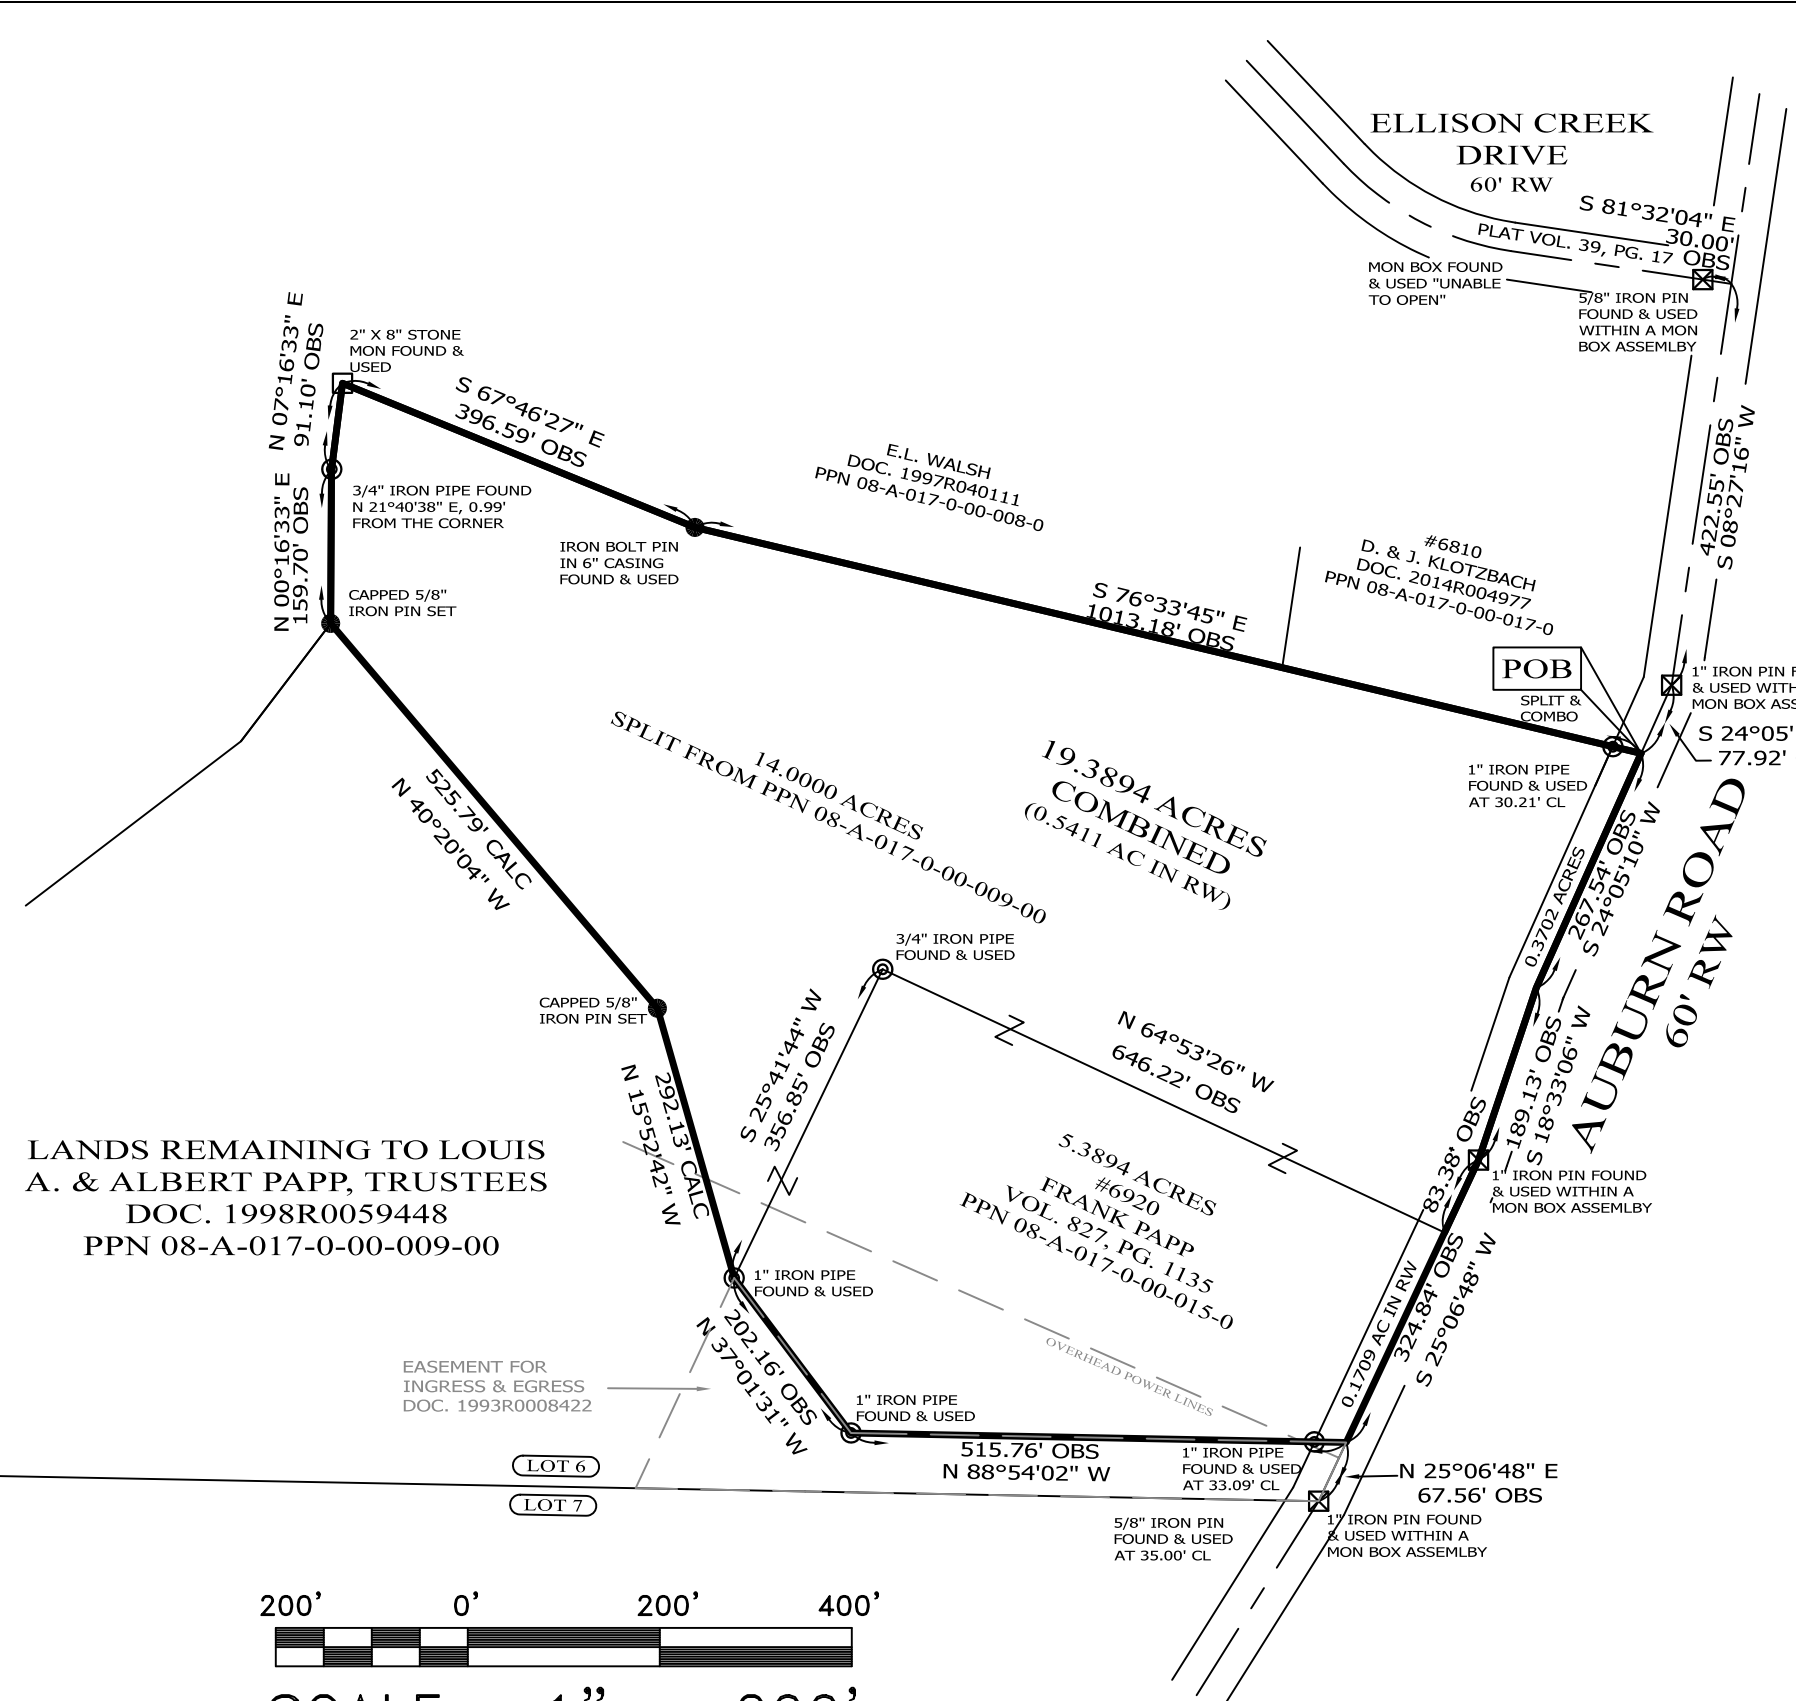 ELLISON CREEK
DRIVE
60' RW
S 81°32'04" E
30.00'
OBS
PLAT VOL. 39, PG. 17
MON BOX FOUND
& USED "UNABLE
TO OPEN"
5/8" IRON PIN
FOUND & USED
WITHIN A MON
BOX ASSEMLBY
N 07°16'33" E
91.10' OBS
2" X 8" STONE
MON FOUND &
USED
S 67°46'27" E
396.59' OBS
E.L. WALSH
DOC. 1997R040111
PPN 08-A-017-0-00-008-0
422.55' OBS
S 08°27'16" W
N 00°16'33" E
159.70' OBS
3/4" IRON PIPE FOUND
N 21°40'38" E, 0.99'
FROM THE CORNER
IRON BOLT PIN
IN 6" CASING
FOUND & USED
#6810
D. & J. KLOTZBACH
DOC. 2014R004977
PPN 08-A-017-0-00-017-0
CAPPED 5/8"
IRON PIN SET
S 76°33'45" E
1013.18' OBS
POB
SPLIT &
COMBO
1" IRON PIN F
& USED WITH
MON BOX ASS
S 24°05'
77.92'
1" IRON PIPE
FOUND & USED
AT 30.21' CL
14.0000 ACRES
SPLIT FROM PPN 08-A-017-0-00-009-00
19.3894 ACRES
COMBINED
(0.5411 AC IN RW)
525.79' CALC
N 40°20'04" W
0.3702 ACRES
267.54' OBS
S 24°05'10" W
AUBURN ROAD
60' RW
3/4" IRON PIPE
FOUND & USED
CAPPED 5/8"
IRON PIN SET
S 25°41'44" W
356.85' OBS
N 64°53'26" W
646.22' OBS
189.13' OBS
S 18°33'06" W
292.13' CALC
N 15°52'42" W
83.38' OBS
1" IRON PIN FOUND
& USED WITHIN A
MON BOX ASSEMLBY
LANDS REMAINING TO LOUIS
A. & ALBERT PAPP, TRUSTEES
DOC. 1998R0059448
PPN 08-A-017-0-00-009-00
5.3894 ACRES
#6920
FRANK PAPP
VOL. 827, PG. 1135
PPN 08-A-017-0-00-015-0
1" IRON PIPE
FOUND & USED
0.1709 AC IN RW
324.84' OBS
S 25°06'48" W
OVERHEAD POWER LINES
EASEMENT FOR
INGRESS & EGRESS
DOC. 1993R0008422
202.16' OBS
N 37°01'31" W
1" IRON PIPE
FOUND & USED
515.76' OBS
N 88°54'02" W
1" IRON PIPE
FOUND & USED
AT 33.09' CL
N 25°06'48" E
67.56' OBS
LOT 6
LOT 7
5/8" IRON PIN
FOUND & USED
AT 35.00' CL
1" IRON PIN FOUND
& USED WITHIN A
MON BOX ASSEMLBY
200' 0' 200' 400'